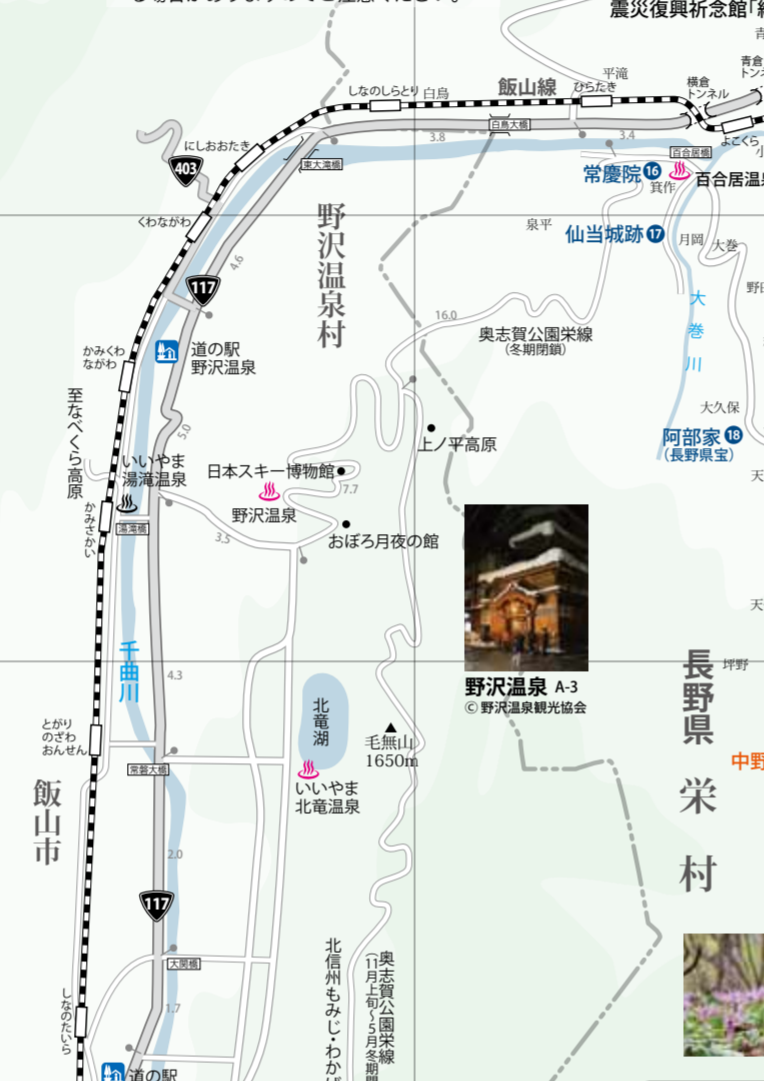 震災復興祈念館「
飯山線
しなのしらとり
白鳥
ひらたき
平滝
横倉
トンネル
青倉
白鳥大橋
3.8
3.4
よこくら
百合居橋
にしおおたき
403
東大滝橋
常慶院 16
箕作
百合居温泉
くわながわ
野沢温泉村
泉平
仙当城跡 17
月岡
大巻
4.6
117
大巻川
16.0
奥志賀公園栄線
(冬期閉鎖)
道の駅
野沢温泉
かみくわ
ながわ
至なべくら高原
大久保
阿部家 18
(長野県宝)
5.0
上ノ平高原
いいやま
湯滝温泉
日本スキー博物館
7.7
野沢温泉
かみさかい
湯滝橋
3.5
おぼろ月夜の館
千曲川
4.3
野沢温泉 A-3
© 野沢温泉観光協会
長野県
坪野
栄村
北竜湖
毛無山
1650m
とがり
のざわ
おんせん
常盤大橋
いいやま
北竜温泉
中野
飯山市
2.0
117
大関橋
北信州もみじ・わかば
奥志賀公園栄線
(11月上旬〜5月冬期閉
しなのたいら
1.7
道の駅